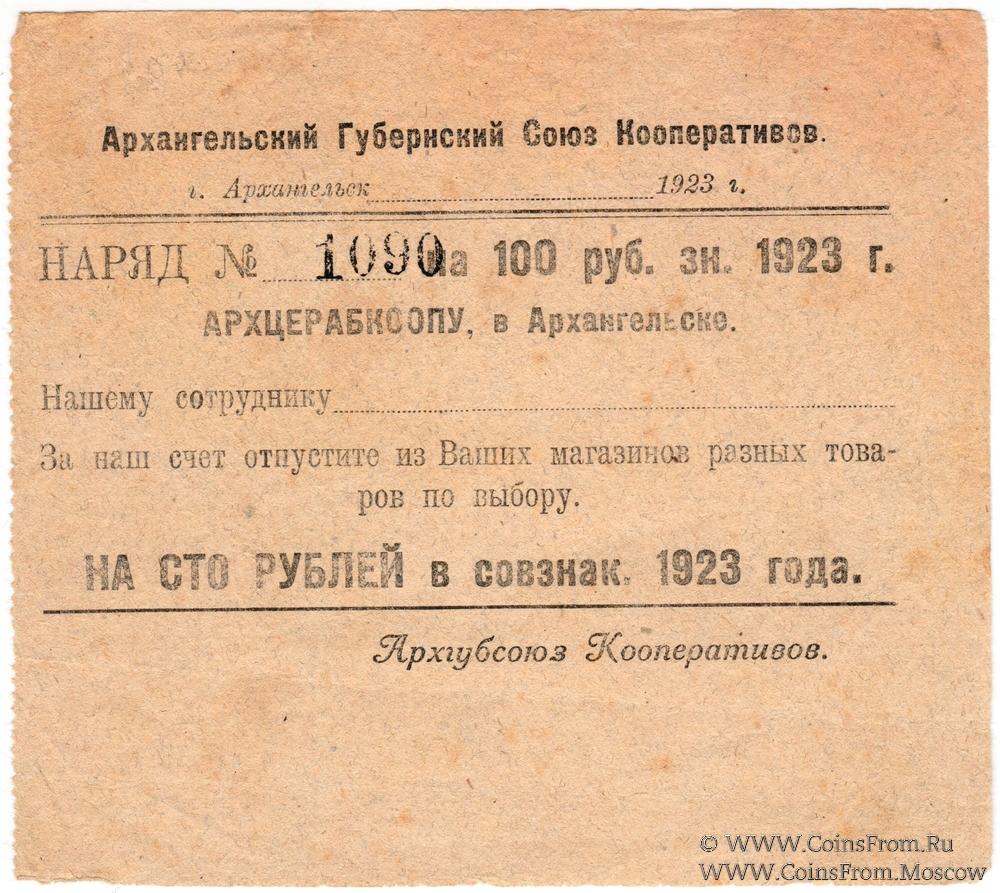 Архангельский Губернский Союз Кооперативов.
г. Архангельск 1923 г.
НАРЯД № 1090 на 100 руб. зн. 1923 г.
АРХЦЕРАБКООПУ, в Архангельске.
Нашему сотруднику
За наш счет отпустите из Ваших магазинов разных това-
ров по выбору.
НА СТО РУБЛЕЙ в совзнак. 1923 года.
Архгубсоюз Кооперативов.
© WWW.CoinsFrom.Ru
WWW.CoinsFrom.Moscow